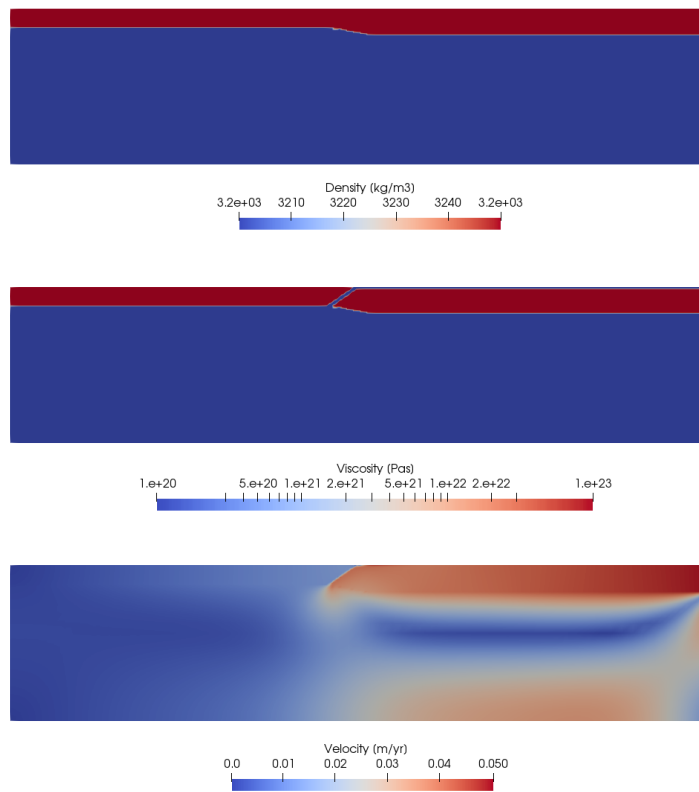 Density (kg/m3)
3.2e+03 3210 3220 3230 3240 3.2e+03
Viscosity (Pas)
1.e+20 5.e+20 1.e+21 2.e+21 5.e+21 1.e+22 2.e+22 1.e+23
Velocity (m/yr)
0.0 0.01 0.02 0.03 0.04 0.050